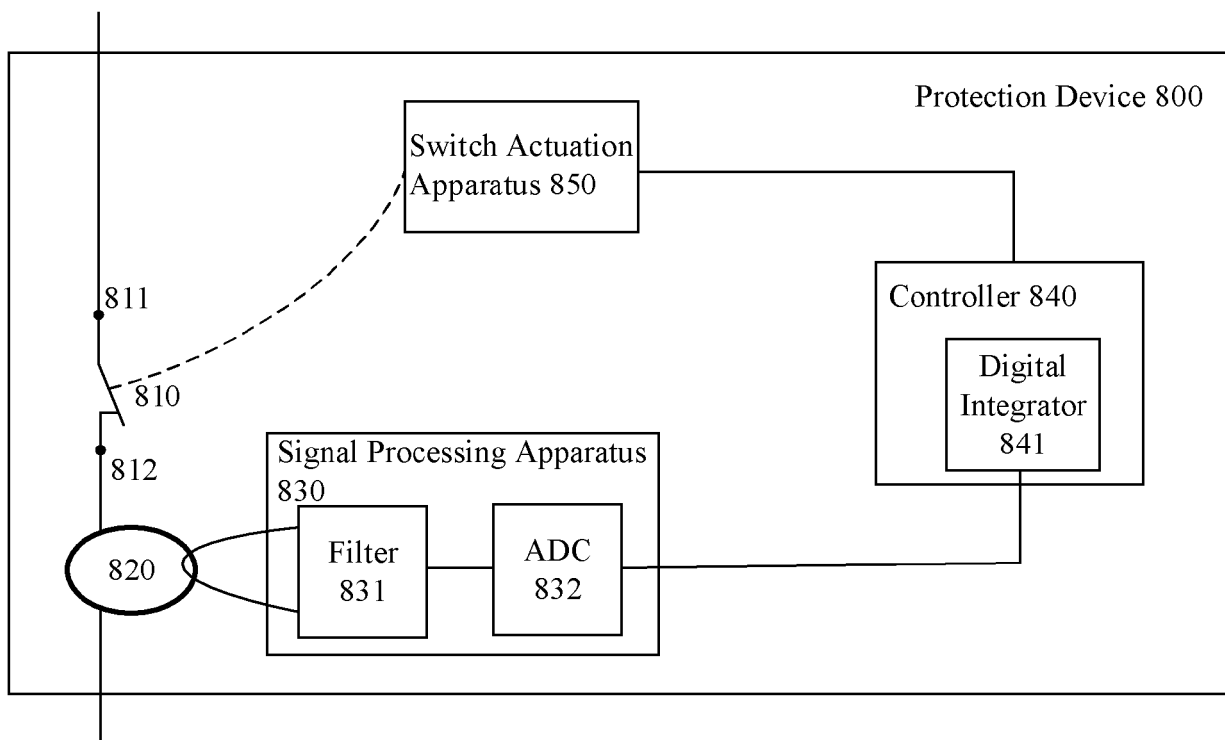 Protection Device 800
Switch Actuation
Apparatus 850
811
Controller 840
810
Digital
Integrator
841
812
Signal Processing Apparatus
830
820
Filter
831
ADC
832